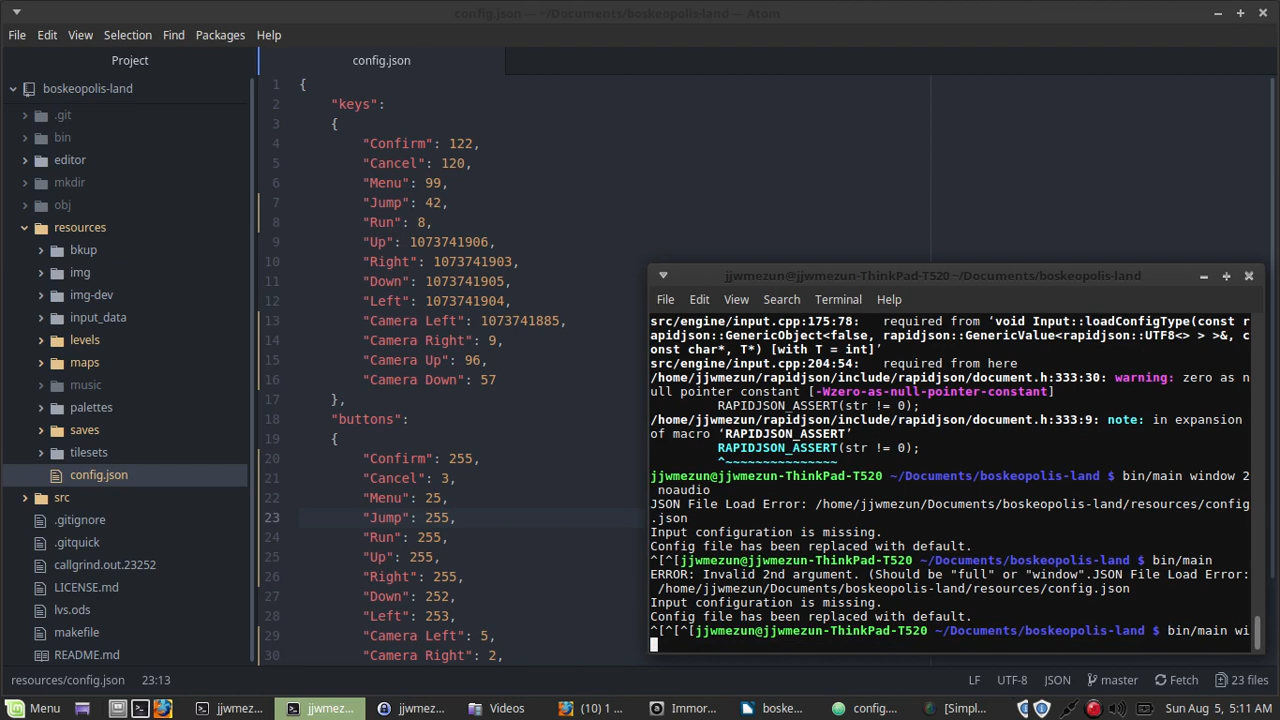 config.json — ~/Documents/boskeopolis-land — Atom
File Edit View Selection Find Packages Help
Project
config.json
boskeopolis-land
.git
bin
editor
mkdir
obj
resources
bkup
img
img-dev
input_data
levels
maps
music
palettes
saves
tilesets
config.json
src
.gitignore
.gitquick
callgrind.out.23252
LICENSE.md
lvs.ods
makefile
README.md
1 {
2 "keys":
3 {
4 "Confirm": 122,
5 "Cancel": 120,
6 "Menu": 99,
7 "Jump": 42,
8 "Run": 8,
9 "Up": 1073741906,
10 "Right": 1073741903,
11 "Down": 1073741905,
12 "Left": 1073741904,
13 "Camera Left": 1073741885,
14 "Camera Right": 9,
15 "Camera Up": 96,
16 "Camera Down": 57
17 },
18 "buttons":
19 {
20 "Confirm": 255,
21 "Cancel": 3,
22 "Menu": 25,
23 "Jump": 255,
24 "Run": 255,
25 "Up": 255,
26 "Right": 255,
27 "Down": 252,
28 "Left": 253,
29 "Camera Left": 5,
30 "Camera Right": 2,
jjwmezun@jjwmezun-ThinkPad-T520 ~/Documents/boskeopolis-land
File Edit View Search Terminal Help
src/engine/input.cpp:175:78:   required from ‘void Input::loadConfigType(const r
apidjson::GenericObject<false, rapidjson::GenericValue<rapidjson::UTF8<> > >&, c
onst char*, T*) [with T = int]’
src/engine/input.cpp:204:54:   required from here
/home/jjwmezun/rapidjson/include/rapidjson/document.h:333:30: warning: zero as n
ull pointer constant [-Wzero-as-null-pointer-constant]
RAPIDJSON_ASSERT(str != 0);
/home/jjwmezun/rapidjson/include/rapidjson/document.h:333:9: note: in expansion
of macro ‘RAPIDJSON_ASSERT’
RAPIDJSON_ASSERT(str != 0);
^~~~~~~~~~~~~~~~
jjwmezun@jjwmezun-ThinkPad-T520 ~/Documents/boskeopolis-land $ bin/main window 2
noaudio
JSON File Load Error: /home/jjwmezun/Documents/boskeopolis-land/resources/config
.json
Input configuration is missing.
Config file has been replaced with default.
^[^[jjwmezun@jjwmezun-ThinkPad-T520 ~/Documents/boskeopolis-land $ bin/main
ERROR: Invalid 2nd argument. (Should be "full" or "window".JSON File Load Error:
/home/jjwmezun/Documents/boskeopolis-land/resources/config.json
Input configuration is missing.
Config file has been replaced with default.
^[^[^[jjwmezun@jjwmezun-ThinkPad-T520 ~/Documents/boskeopolis-land $ bin/main wi
resources/config.json 23:13 LF UTF-8 JSON master Fetch 23 files
Menu jjwmez... jjwmez... jjwmez... Videos (10) 1 ... Immor... boske... config.... [Simpl... Sun Aug 5, 5:11 AM